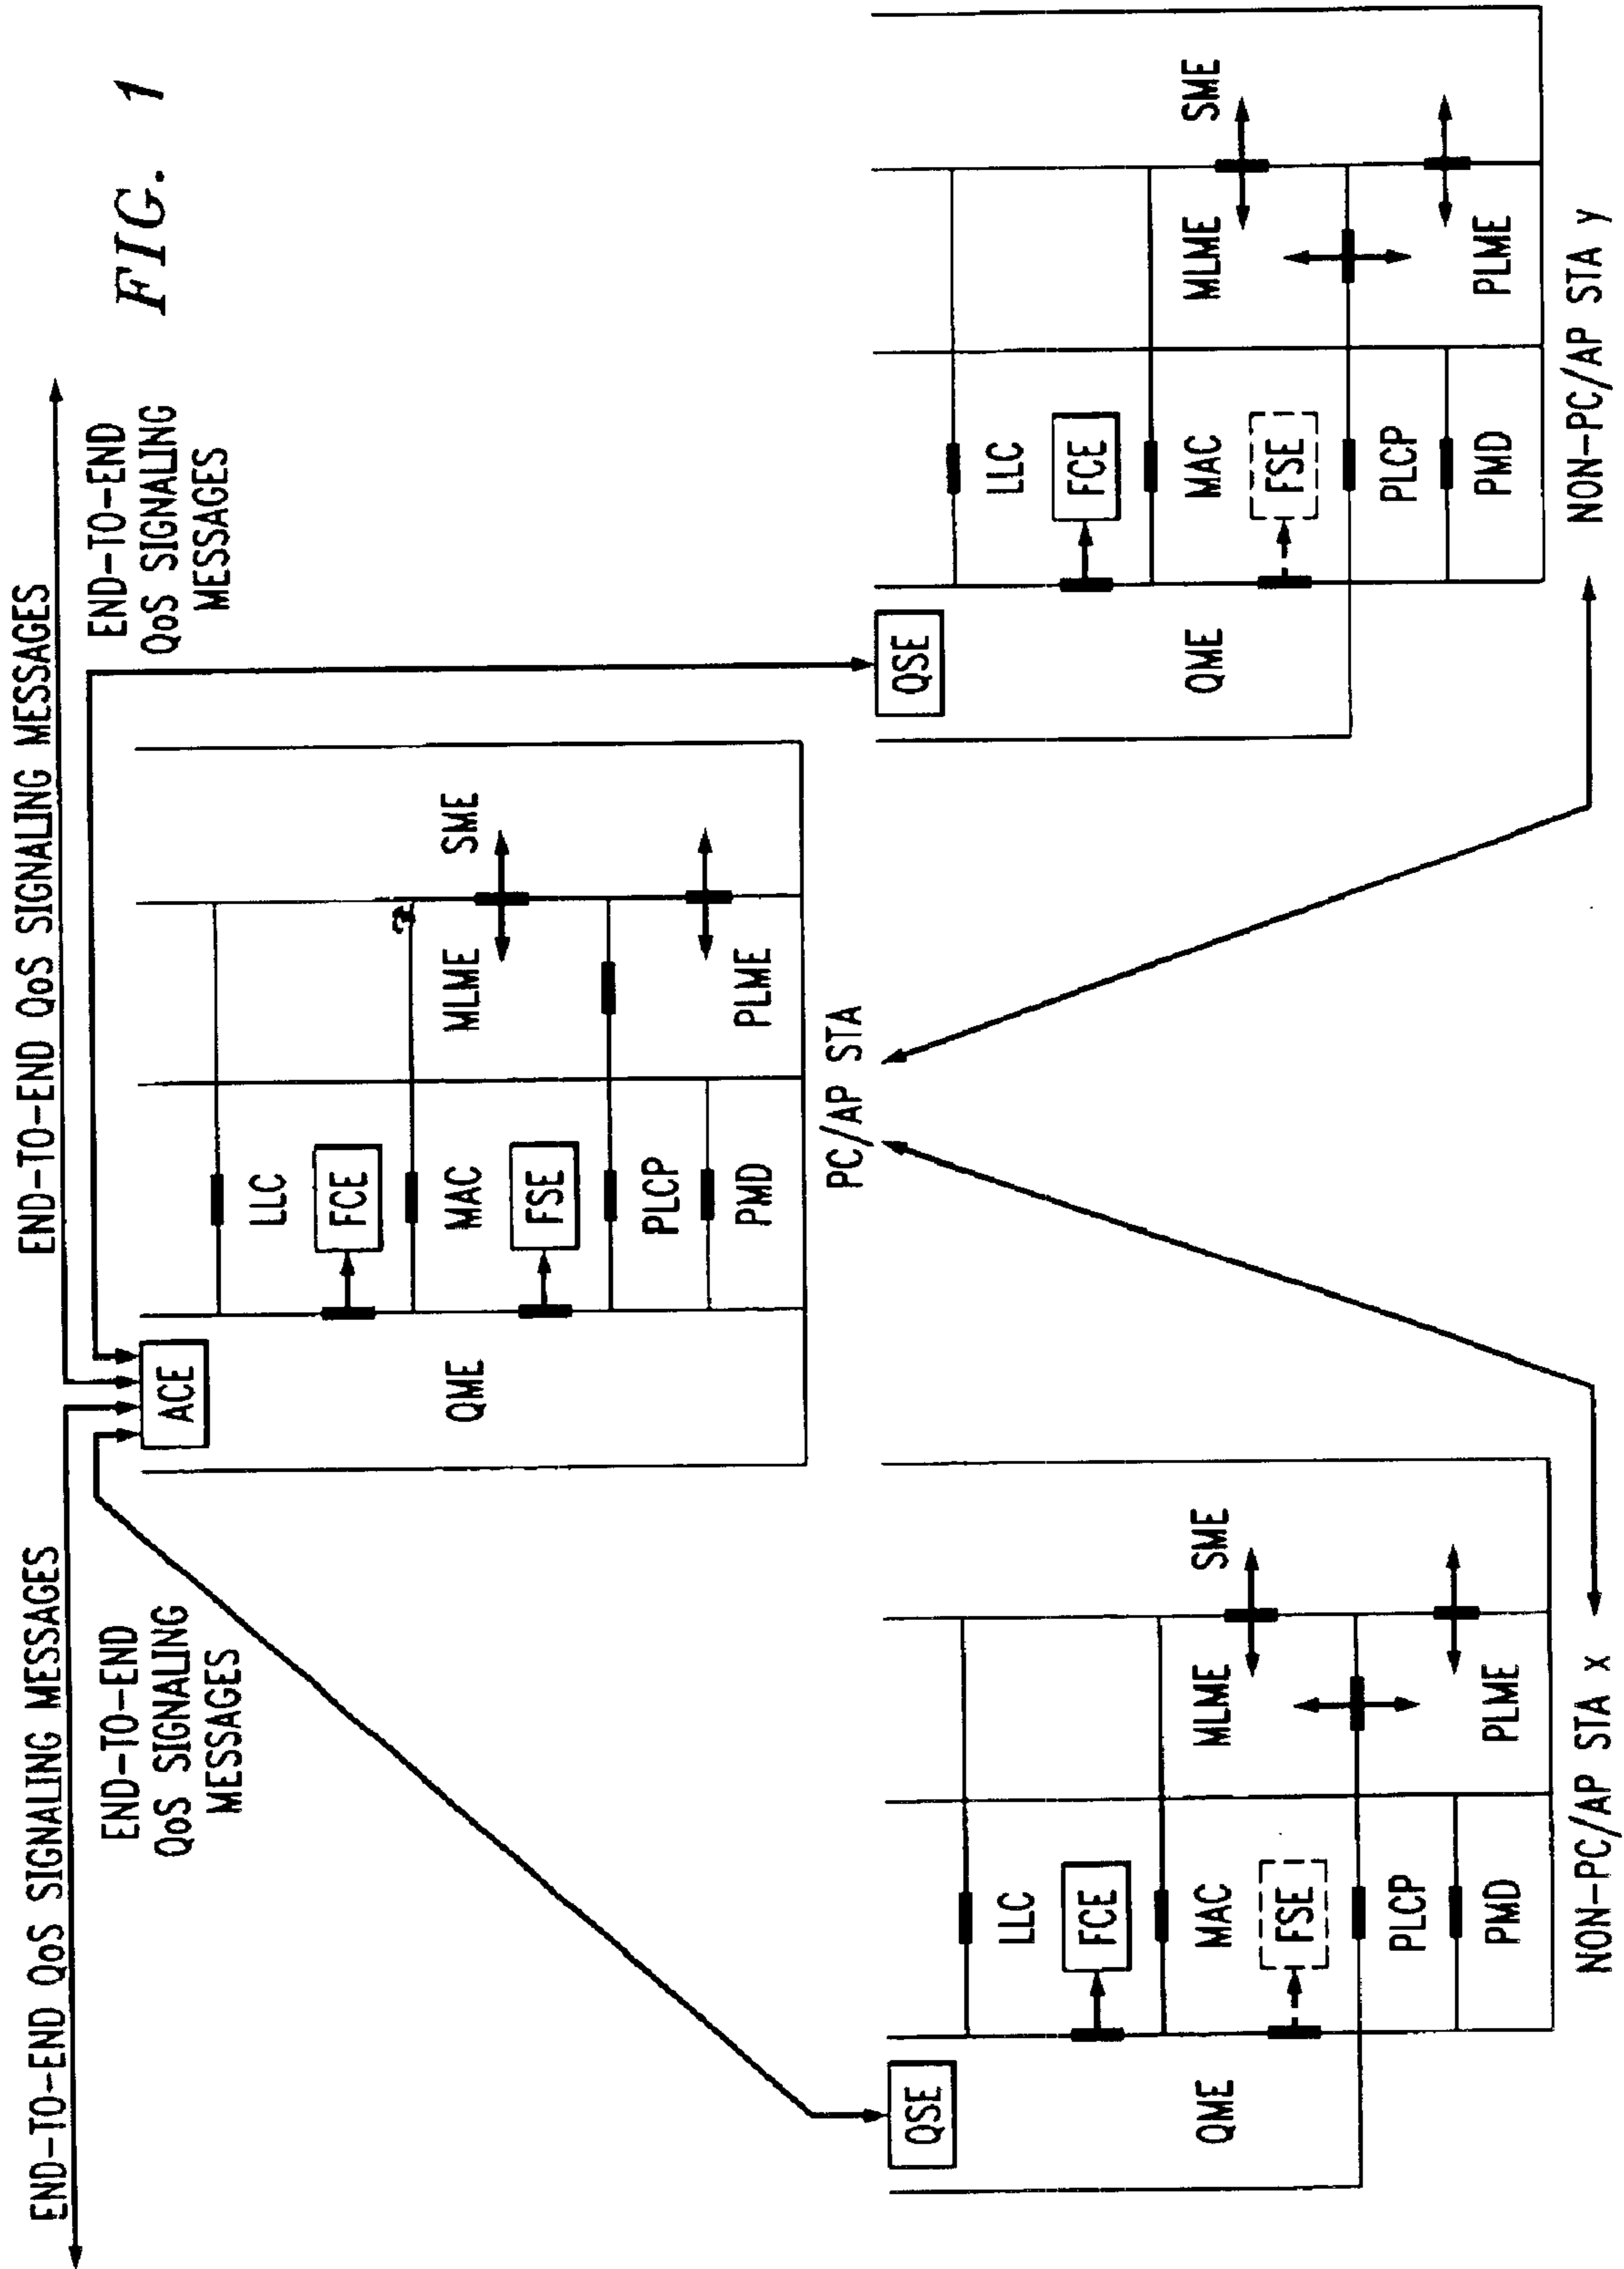 FIG. 1
END-TO-END QoS SIGNALING MESSAGES
END-TO-END QoS SIGNALING MESSAGES
END-TO-END
QoS SIGNALING
MESSAGES
END-TO-END
QoS SIGNALING
MESSAGES
ACE
QME
LLC
FCE
MAC
FSE
PLCP
PMD
MLME
PLME
SME
PC/AP STA
QSE
QME
LLC
FCE
MAC
FSE
PLCP
PMD
MLME
PLME
SME
NON-PC/AP STA x
QSE
QME
LLC
FCE
MAC
FSE
PLCP
PMD
MLME
PLME
SME
NON-PC/AP STA y